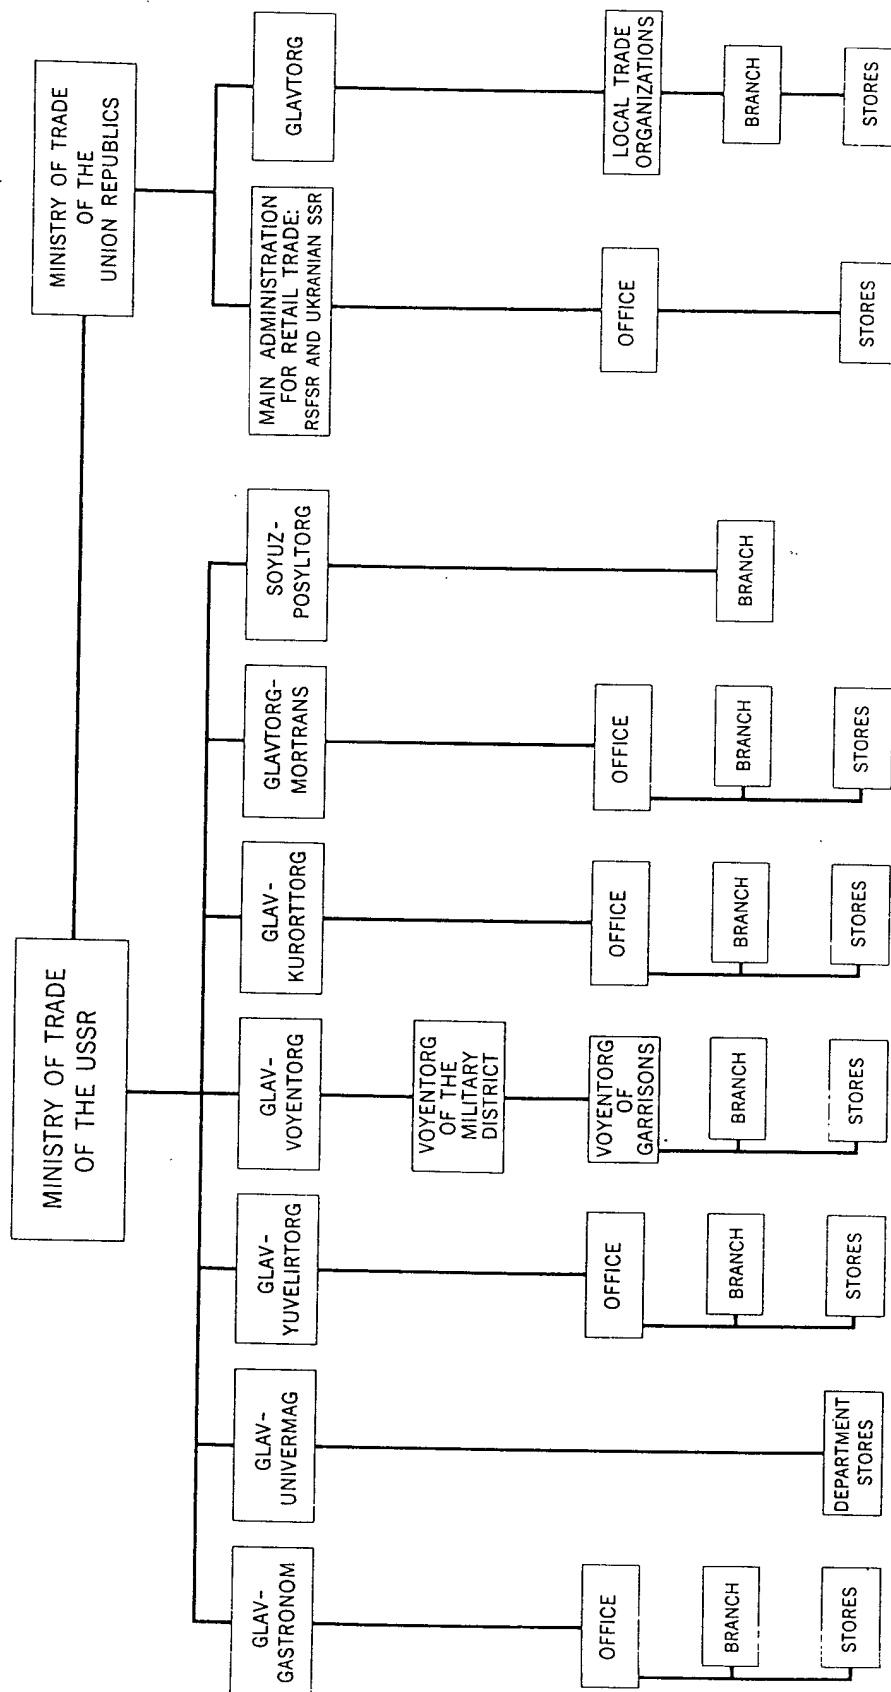 MINISTRY OF TRADE
OF THE USSR
MINISTRY OF TRADE
OF THE
UNION REPUBLICS
GLAV-
GASTRONOM
GLAV-
UNIVERMAG
GLAV-
YUVELIRTORG
GLAV-
VOYENTORG
GLAV-
KURORTTORG
GLAVTORG-
MORTRANS
SOYUZ-
POSYLTORG
MAIN ADMINISTRATION
FOR RETAIL TRADE:
RSFSR AND UKRANIAN SSR
GLAVTORG
VOYENTORG
OF THE
MILITARY
DISTRICT
OFFICE
OFFICE
VOYENTORG
OF
GARRISONS
OFFICE
OFFICE
OFFICE
LOCAL TRADE
ORGANIZATIONS
BRANCH
BRANCH
BRANCH
BRANCH
BRANCH
BRANCH
BRANCH
STORES
DEPARTMENT
STORES
STORES
STORES
STORES
STORES
STORES
STORES